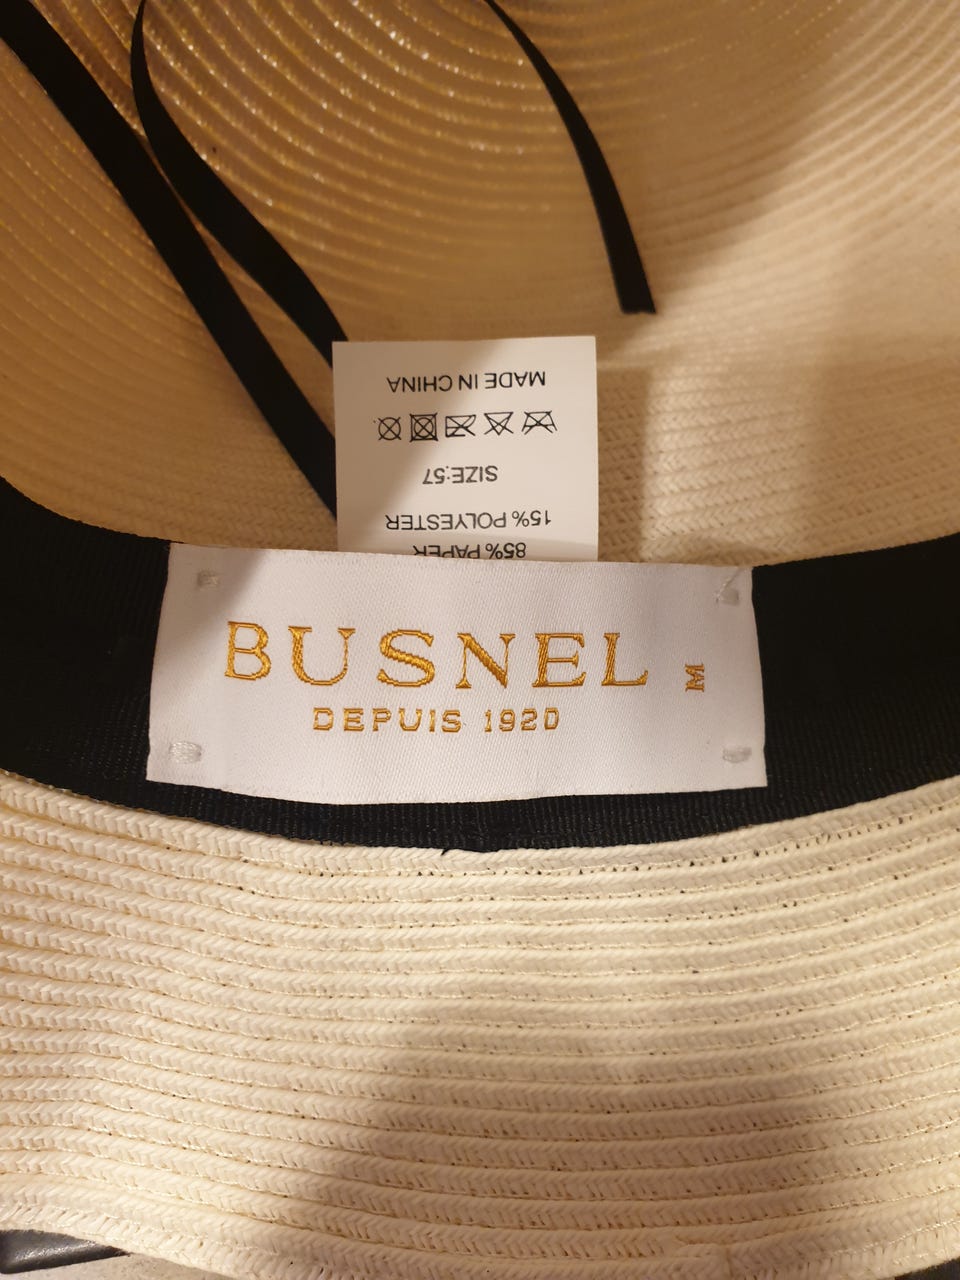 BUSNEL
M
DEPUIS 1920
85% PAPER
15% POLYESTER
SIZE:57
MADE IN CHINA